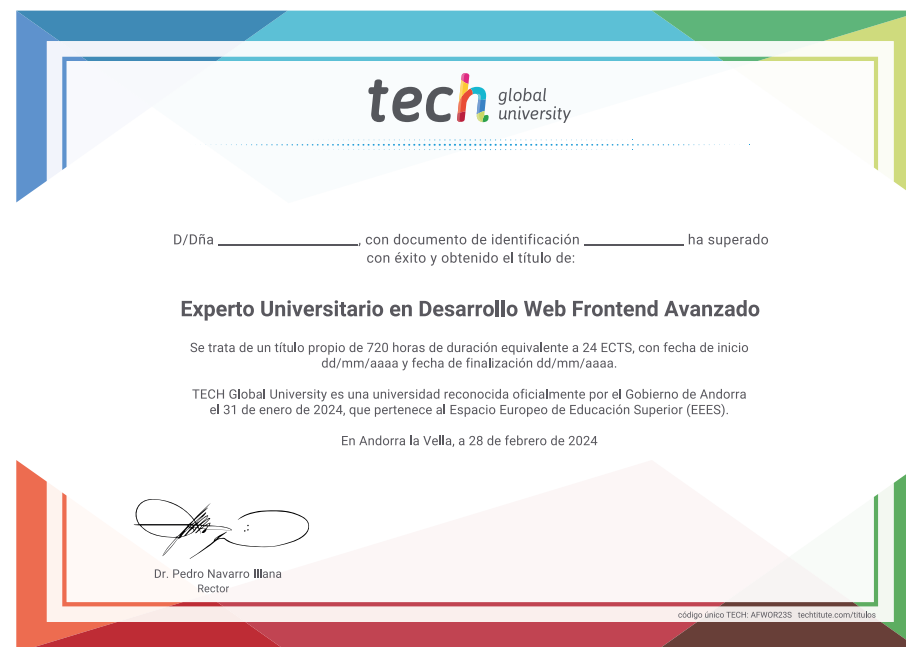 tech global university
D/Dña ______________, con documento de identificación __________ ha superado
con éxito y obtenido el título de:
Experto Universitario en Desarrollo Web Frontend Avanzado
Se trata de un título propio de 720 horas de duración equivalente a 24 ECTS, con fecha de inicio
dd/mm/aaaa y fecha de finalización dd/mm/aaaa.
TECH Global University es una universidad reconocida oficialmente por el Gobierno de Andorra
el 31 de enero de 2024, que pertenece al Espacio Europeo de Educación Superior (EEES).
En Andorra la Vella, a 28 de febrero de 2024
Dr. Pedro Navarro Illana
Rector
código único TECH: AFWOR23S techtitute.com/titulos